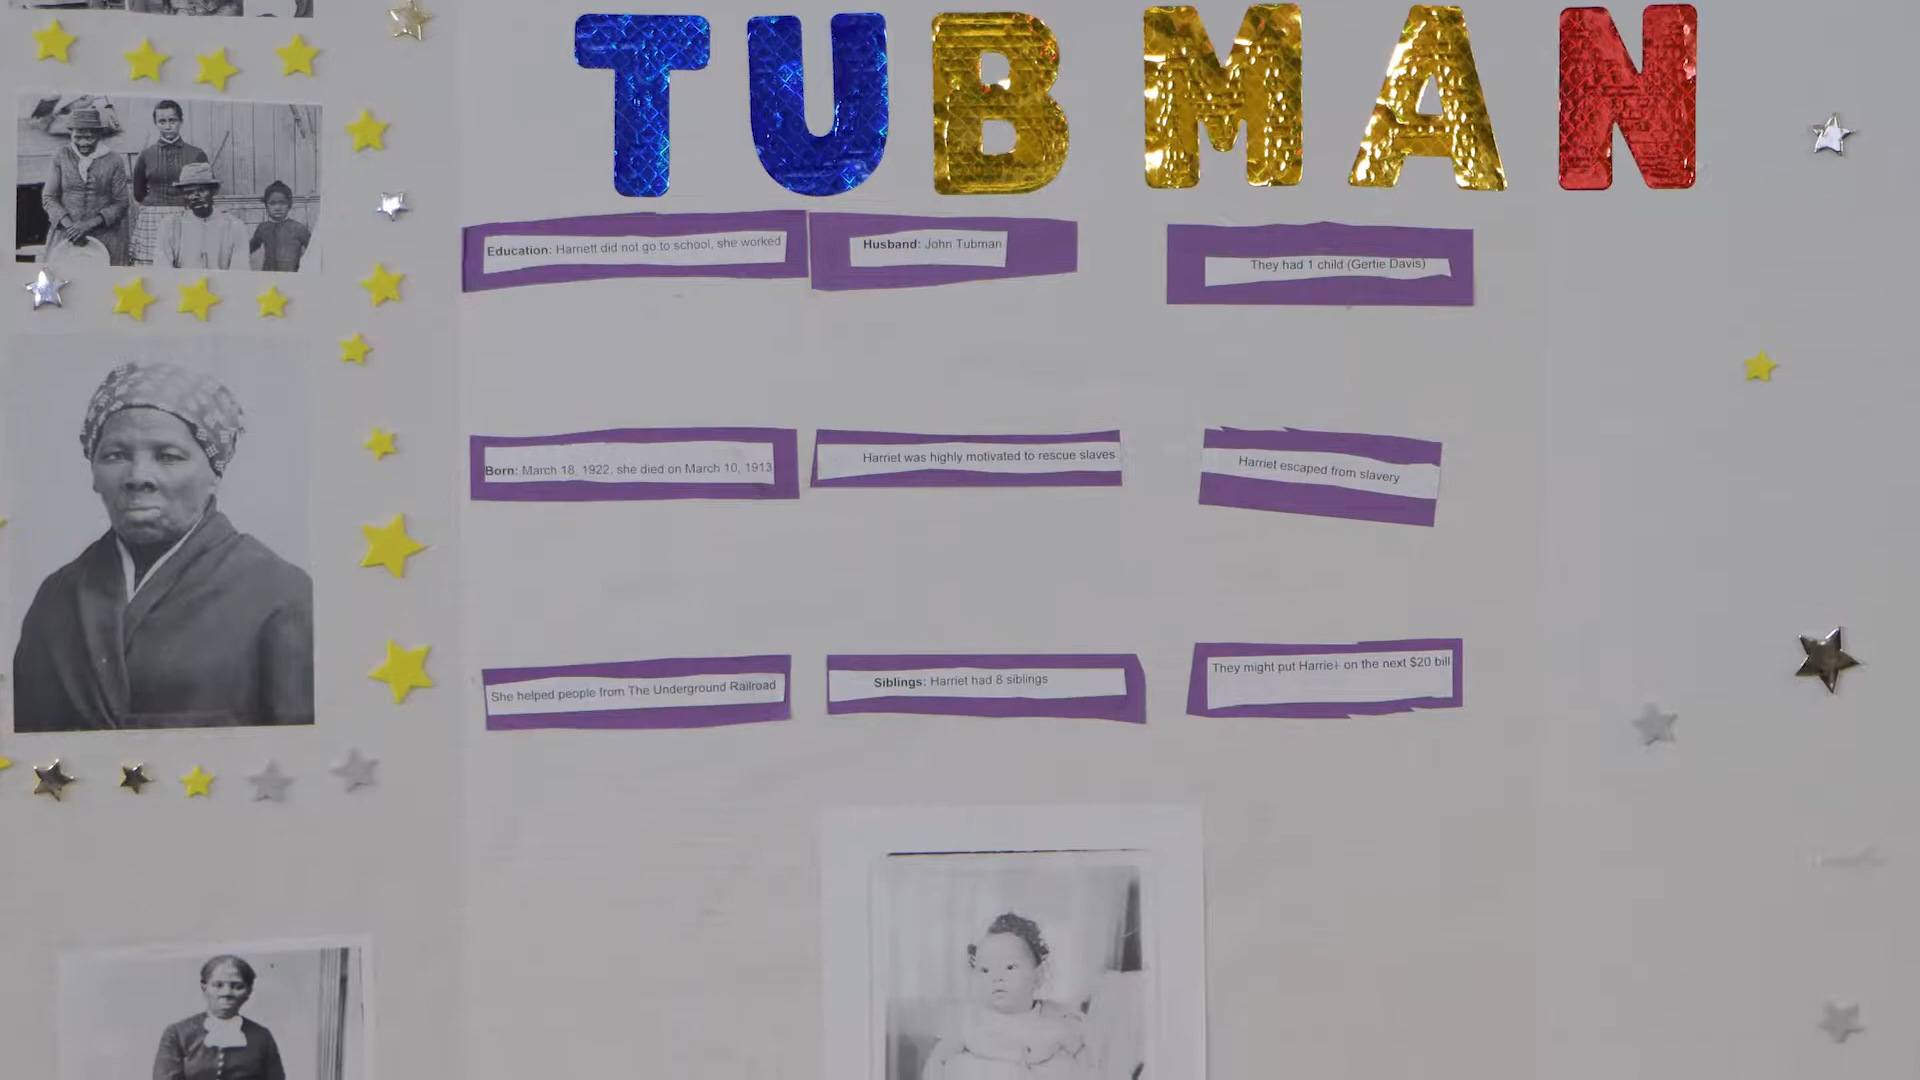 TUBMAN
Education: Harriett did not go to school, she worked
Husband: John Tubman
They had 1 child (Gertie Davis)
Born: March 18, 1922, she died on March 10, 1913
Harriet was highly motivated to rescue slaves
Harriet escaped from slavery
She helped people from The Underground Railroad
Siblings: Harriet had 8 siblings
They might put Harriet on the next $20 bill